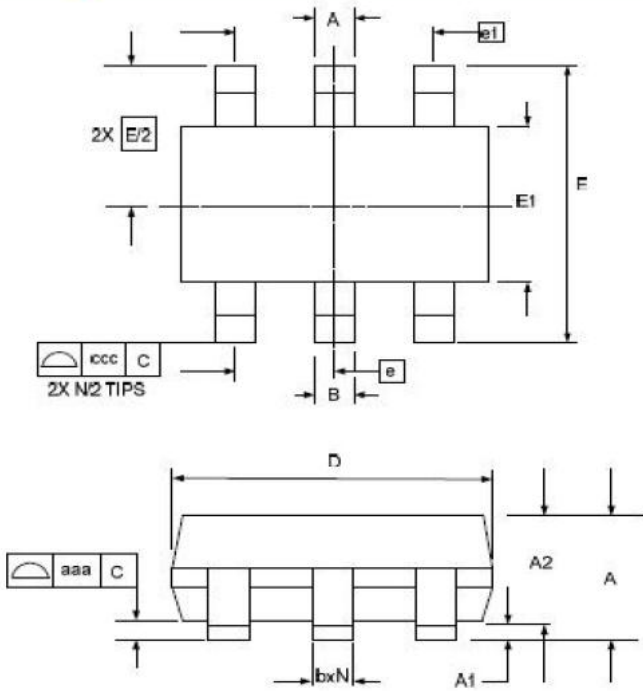 A
e1
2X E/2
E1
E
ccc C
2X N/2 TIPS
e
B
D
aaa C
A2
A
bxN
A1